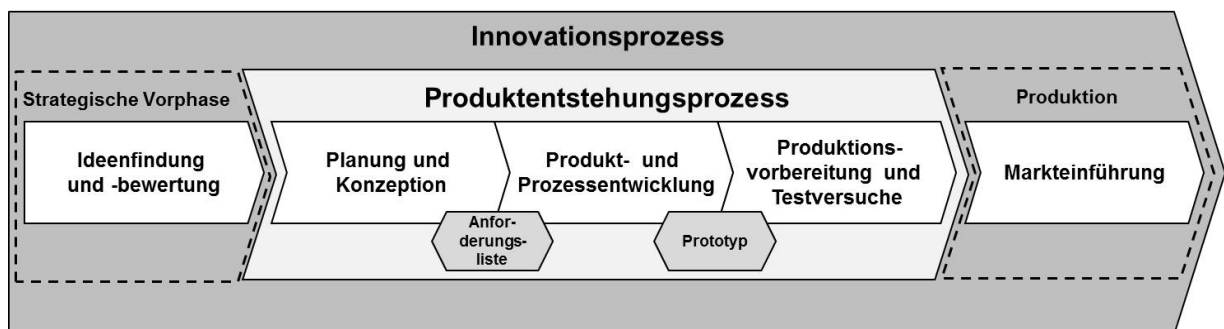 Innovationsprozess
Strategische Vorphase
Ideenfindung
und -bewertung
Produktentstehungsprozess
Planung und
Konzeption
Produkt- und
Prozessentwicklung
Produktions-
vorbereitung und
Testversuche
Anfor-
derungs-
liste
Prototyp
Produktion
Markteinführung